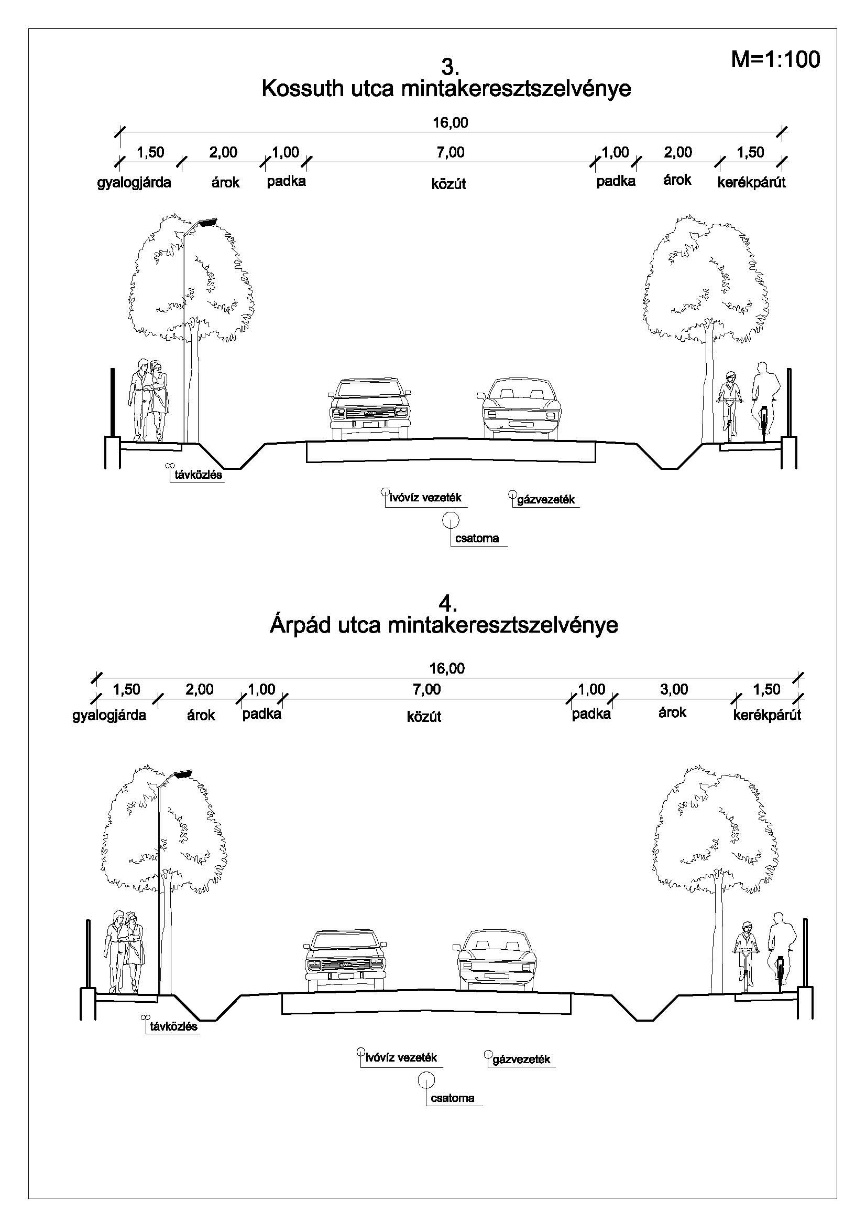 M=1:100
3.
Kossuth utca mintakeresztszelvénye
16,00
1,50 2,00 1,00 7,00 1,00 2,00 1,50
gyalogjárda árok padka közút padka árok kerékpárút
távközlés
Ivóvíz vezeték
gázvezeték
csatorna
4.
Árpád utca mintakeresztszelvénye
16,00
1,50 2,00 1,00 7,00 1,00 3,00 1,50
gyalogjárda árok padka közút padka árok kerékpárút
távközlés
Ivóvíz vezeték
gázvezeték
csatorna